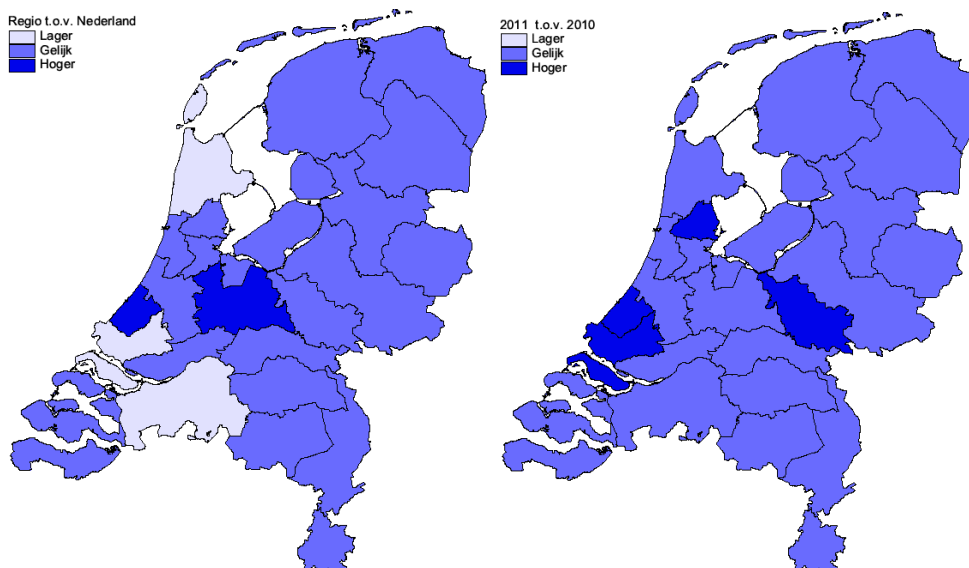 Regio t.o.v. Nederland
Lager
Gelijk
Hoger
2011 t.o.v. 2010
Lager
Gelijk
Hoger